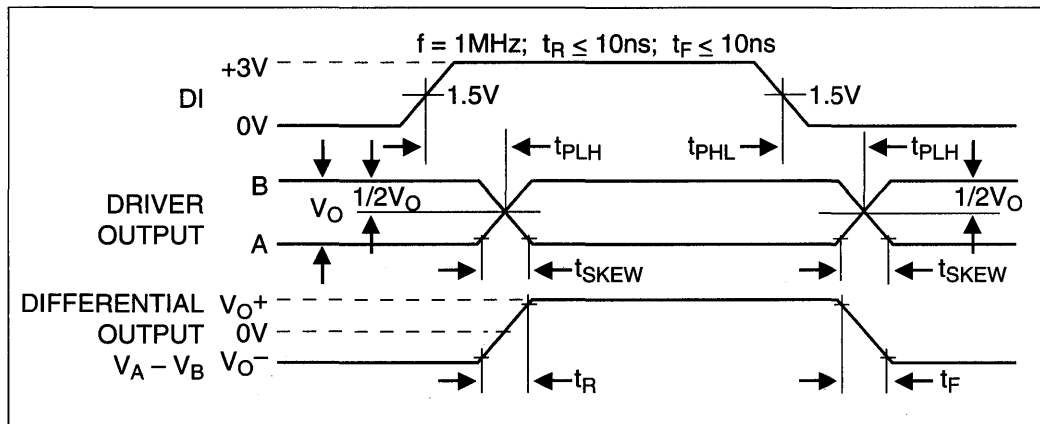 f = 1MHz; tR ≤ 10ns; tF ≤ 10ns
+3V
DI
1.5V
1.5V
0V
tPLH
tPHL
tPLH
B
DRIVER
OUTPUT
VO
1/2VO
1/2VO
A
tSKEW
tSKEW
DIFFERENTIAL
OUTPUT
VA – VB
VO+
0V
VO–
tR
tF